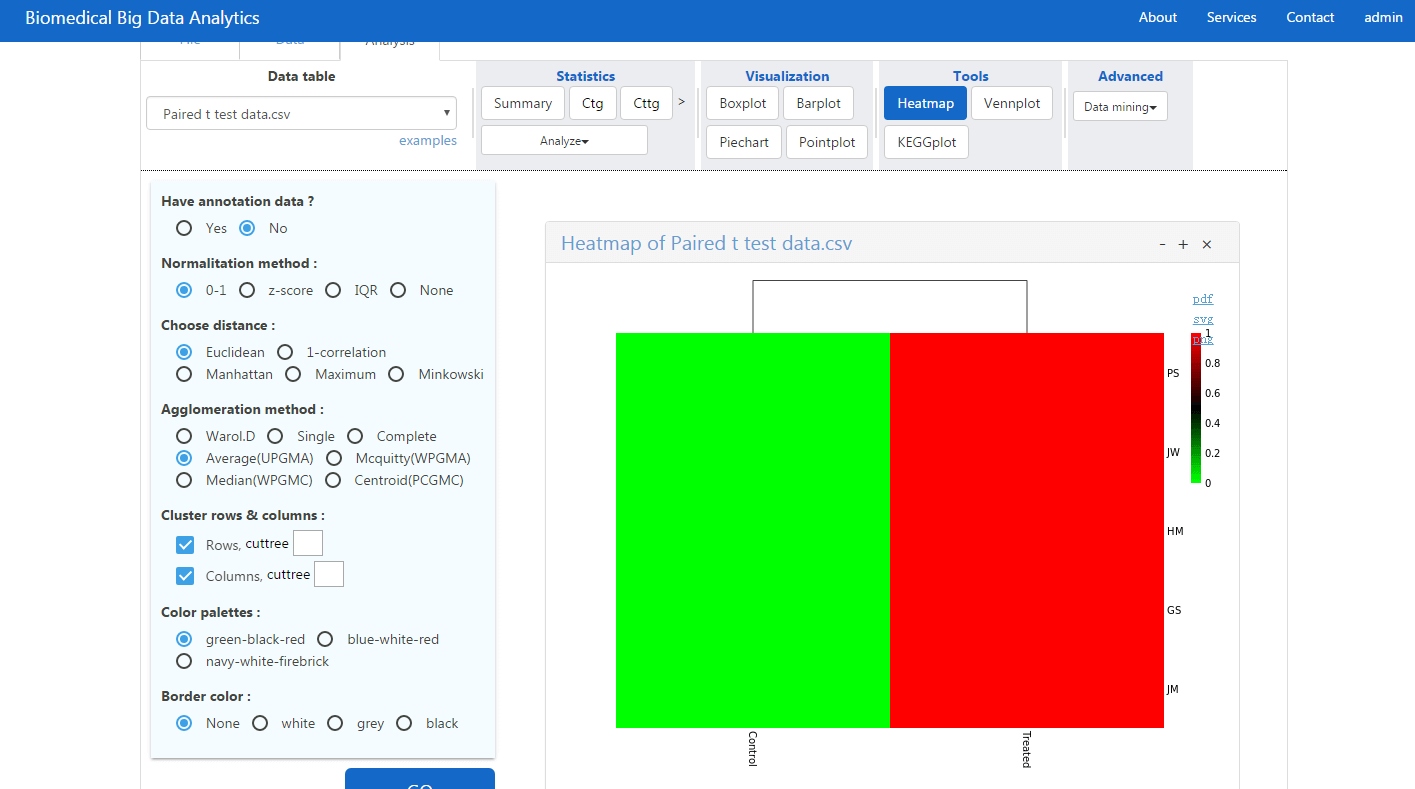 Biomedical Big Data Analytics
About Services Contact admin
File Data Analysis
Data table
Paired t test data.csv
examples
Statistics
Summary Ctg Cttg >
Analyze
Visualization
Boxplot Barplot
Piechart Pointplot
Tools
Heatmap Vennplot
KEGGplot
Advanced
Data mining
Have annotation data ?
Yes No
Normalitation method :
0-1 z-score IQR None
Choose distance :
Euclidean 1-correlation
Manhattan Maximum Minkowski
Agglomeration method :
Warol.D Single Complete
Average(UPGMA) Mcquitty(WPGMA)
Median(WPGMC) Centroid(PCGMC)
Cluster rows & columns :
Rows, cuttree
Columns, cuttree
Color palettes :
green-black-red blue-white-red
navy-white-firebrick
Border color :
None white grey black
GO
Heatmap of Paired t test data.csv
- + ×
pdf
svg
png
1
0.8
0.6
0.4
0.2
0
PS
JW
HM
GS
JM
Control Treated